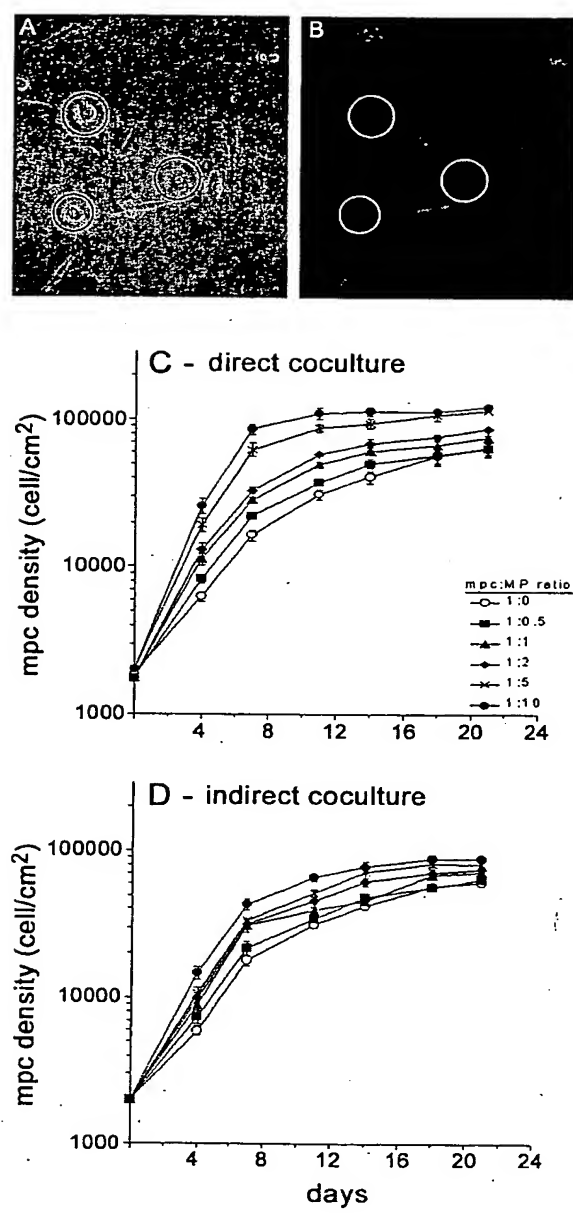 A
B
C - direct coculture
100000
10000
1000
mpc density (cell/cm²)
4 8 12 16 20 24
mpc:MP ratio
1:0
1:0.5
1:1
1:2
1:5
1:10
D - indirect coculture
100000
10000
1000
mpc density (cell/cm²)
0 4 8 12 16 20 24
days